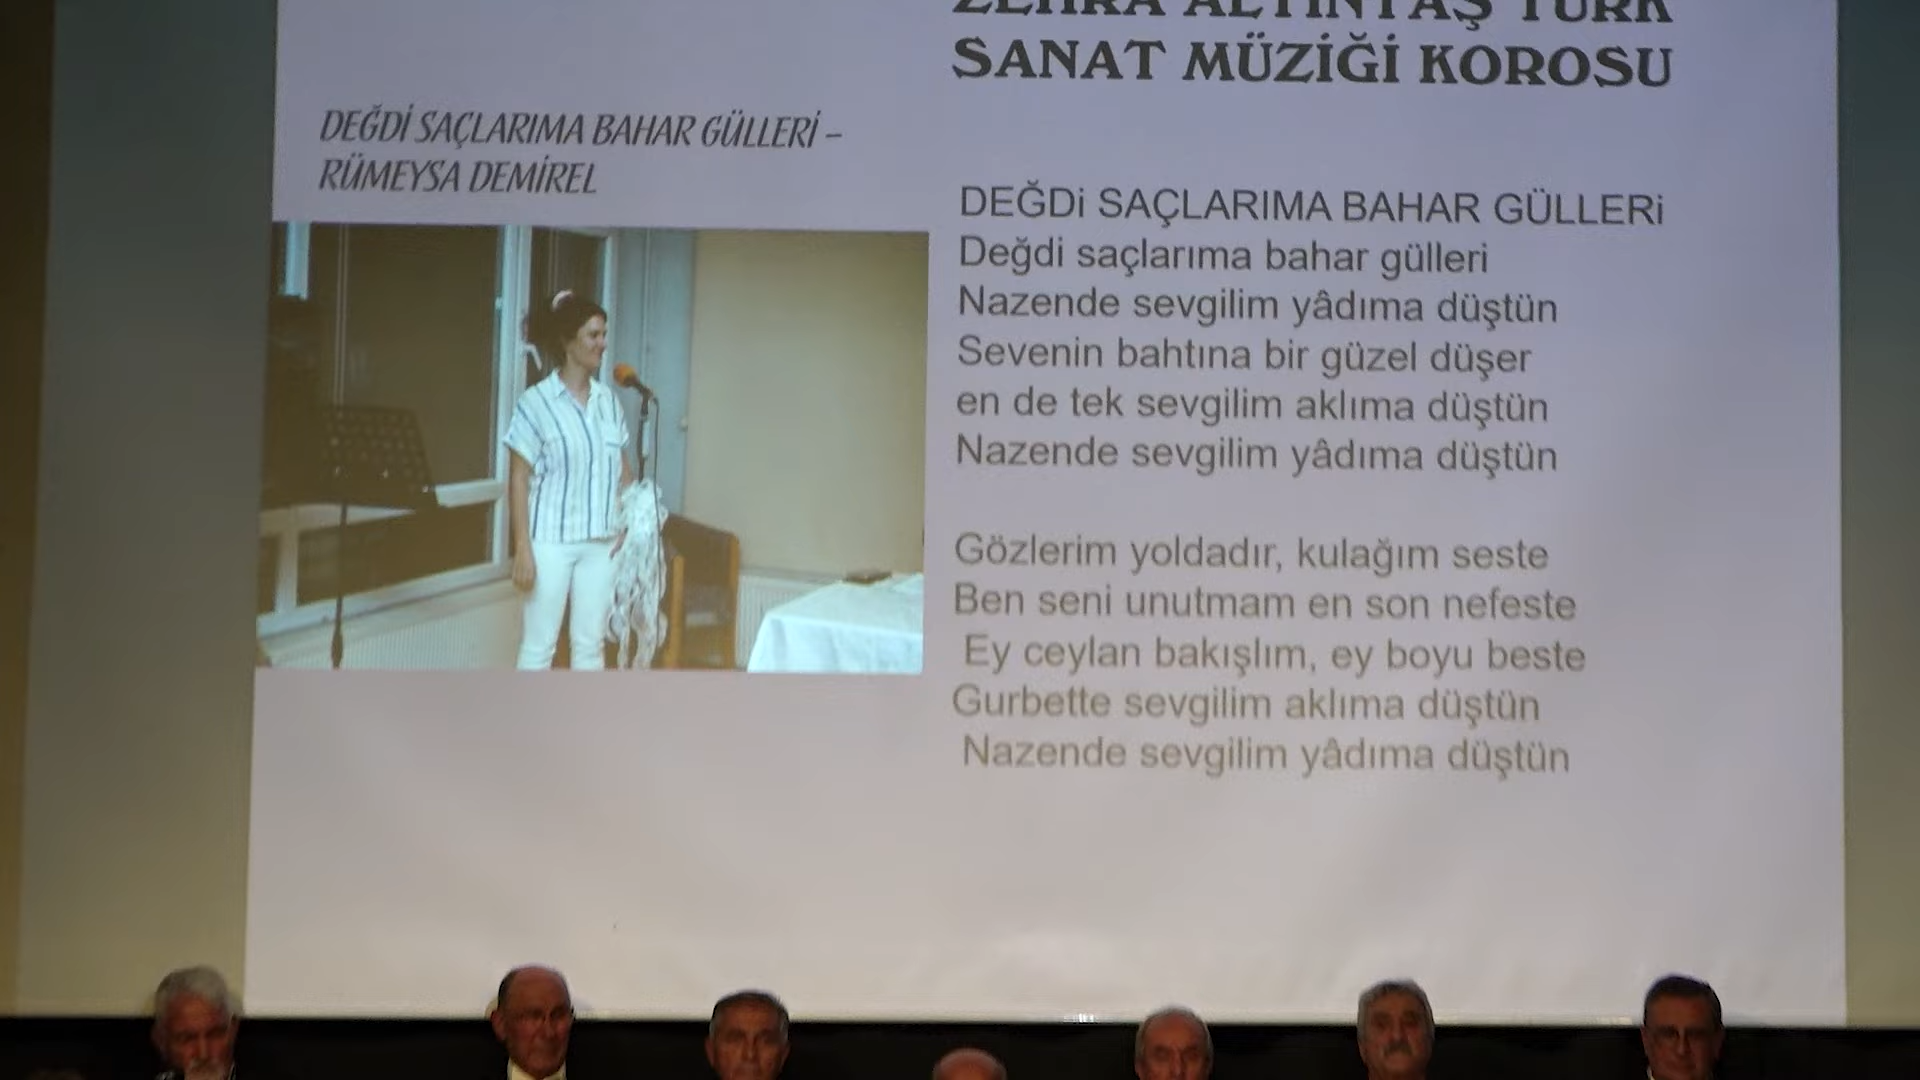 ZEHRA ALTINTAŞ TÜRK
SANAT MÜZİĞİ KOROSU
DEĞDİ SAÇLARIMA BAHAR GÜLLERİ –
RÜMEYSA DEMİREL
DEĞDİ SAÇLARIMA BAHAR GÜLLERİ
Değdi saçlarıma bahar gülleri
Nazende sevgilim yâdıma düştün
Sevenin bahtına bir güzel düşer
en de tek sevgilim aklıma düştün
Nazende sevgilim yâdıma düştün
Gözlerim yoldadır, kulağım seste
Ben seni unutmam en son nefeste
Ey ceylan bakışlım, ey boyu beste
Gurbette sevgilim aklıma düştün
Nazende sevgilim yâdıma düştün